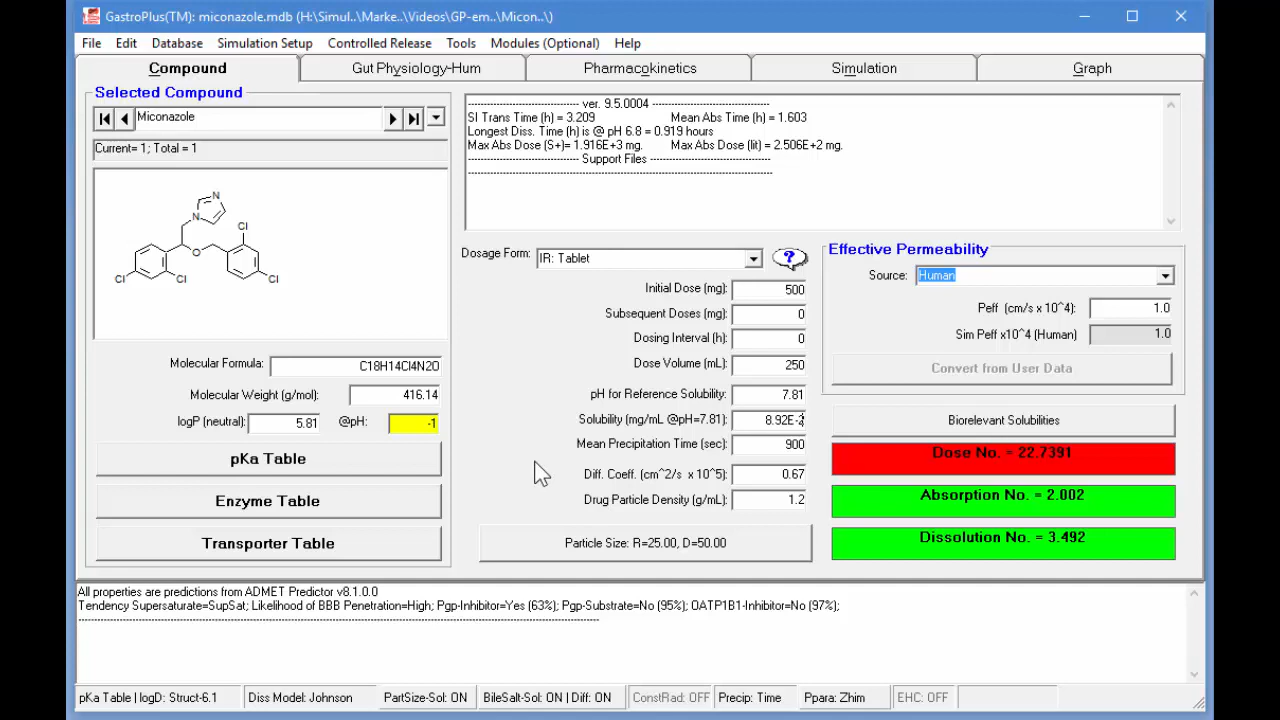 GastroPlus(TM): miconazole.mdb (H:\Simul..\Marke..\Videos\GP-em..\Micon..\)
File Edit Database Simulation Setup Controlled Release Tools Modules (Optional) Help
Compound Gut Physiology-Hum Pharmacokinetics Simulation Graph
Selected Compound
Miconazole
Current= 1; Total = 1
N
N
Cl
O
Cl
Cl
Cl
Molecular Formula: C18H14Cl4N2O
Molecular Weight (g/mol): 416.14
logP (neutral): 5.81 @pH: -1
pKa Table
Enzyme Table
Transporter Table
------------------------------ ver. 9.5.0004 ---------------------------
SI Trans Time (h) = 3.209 Mean Abs Time (h) = 1.603
Longest Diss. Time (h) is @ pH 6.8 = 0.919 hours
Max Abs Dose (S+)= 1.916E+3 mg. Max Abs Dose (lit) = 2.506E+2 mg.
------------------------------ Support Files ------------------------------
Dosage Form: IR: Tablet ?
Initial Dose (mg): 500
Subsequent Doses (mg): 0
Dosing Interval (h): 0
Dose Volume (mL): 250
pH for Reference Solubility: 7.81
Solubility (mg/mL @pH=7.81): 8.92E-3
Mean Precipitation Time (sec): 900
Diff. Coeff. (cm^2/s x 10^5): 0.67
Drug Particle Density (g/mL): 1.2
Particle Size: R=25.00, D=50.00
Effective Permeability
Source: Human
Peff (cm/s x 10^4): 1.0
Sim Peff x10^4 (Human) 1.0
Convert from User Data
Biorelevant Solubilities
Dose No. = 22.7391
Absorption No. = 2.002
Dissolution No. = 3.492
All properties are predictions from ADMET Predictor v8.1.0.0
Tendency Supersaturate=SupSat; Likelihood of BBB Penetration=High; Pgp-Inhibitor=Yes (63%); Pgp-Substrate=No (95%); OATP1B1-Inhibitor=No (97%);
pKa Table | logD: Struct-6.1 Diss Model: Johnson PartSize-Sol: ON BileSalt-Sol: ON | Diff: ON ConstRad: OFF Precip: Time Ppara: Zhim EHC: OFF